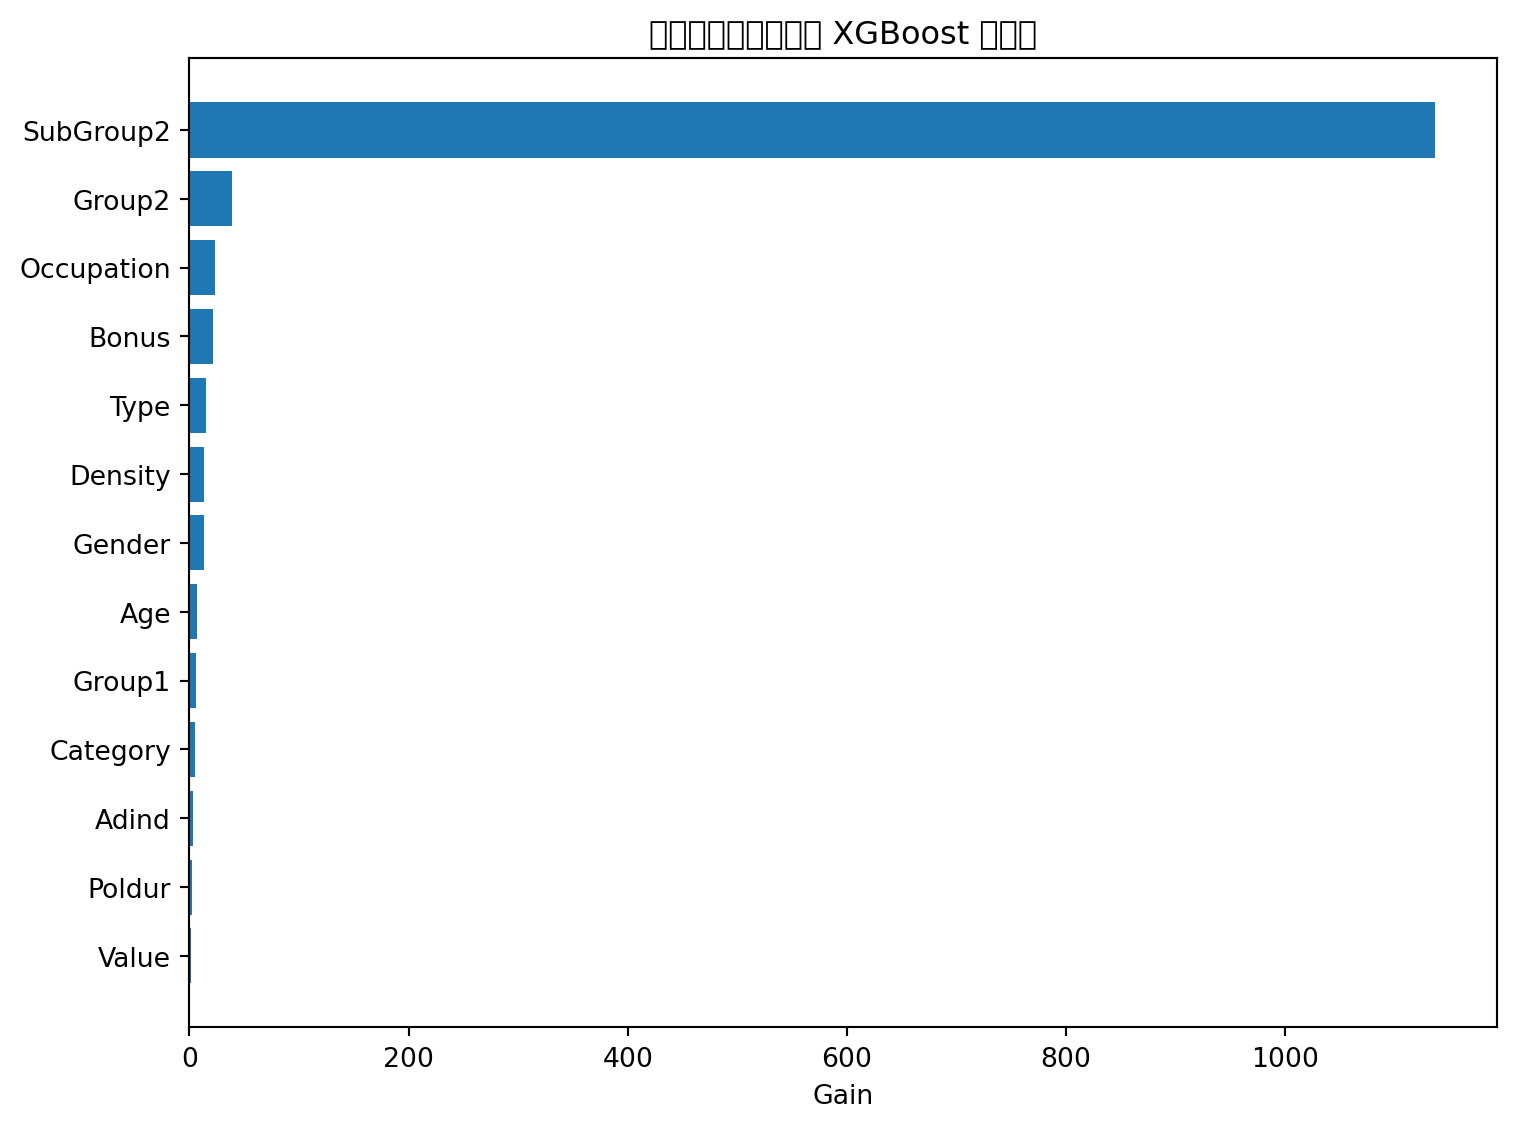 XGBoost
SubGroup2
Group2
Occupation
Bonus
Type
Density
Gender
Age
Group1
Category
Adind
Poldur
Value
0 200 400 600 800 1000
Gain